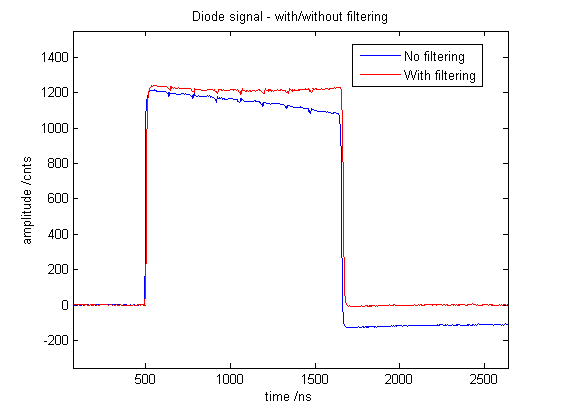 Diode signal - with/without filtering
No filtering
With filtering
amplitude /cnts
1400
1200
1000
800
600
400
200
0
-200
500
1000
1500
2000
2500
time /ns